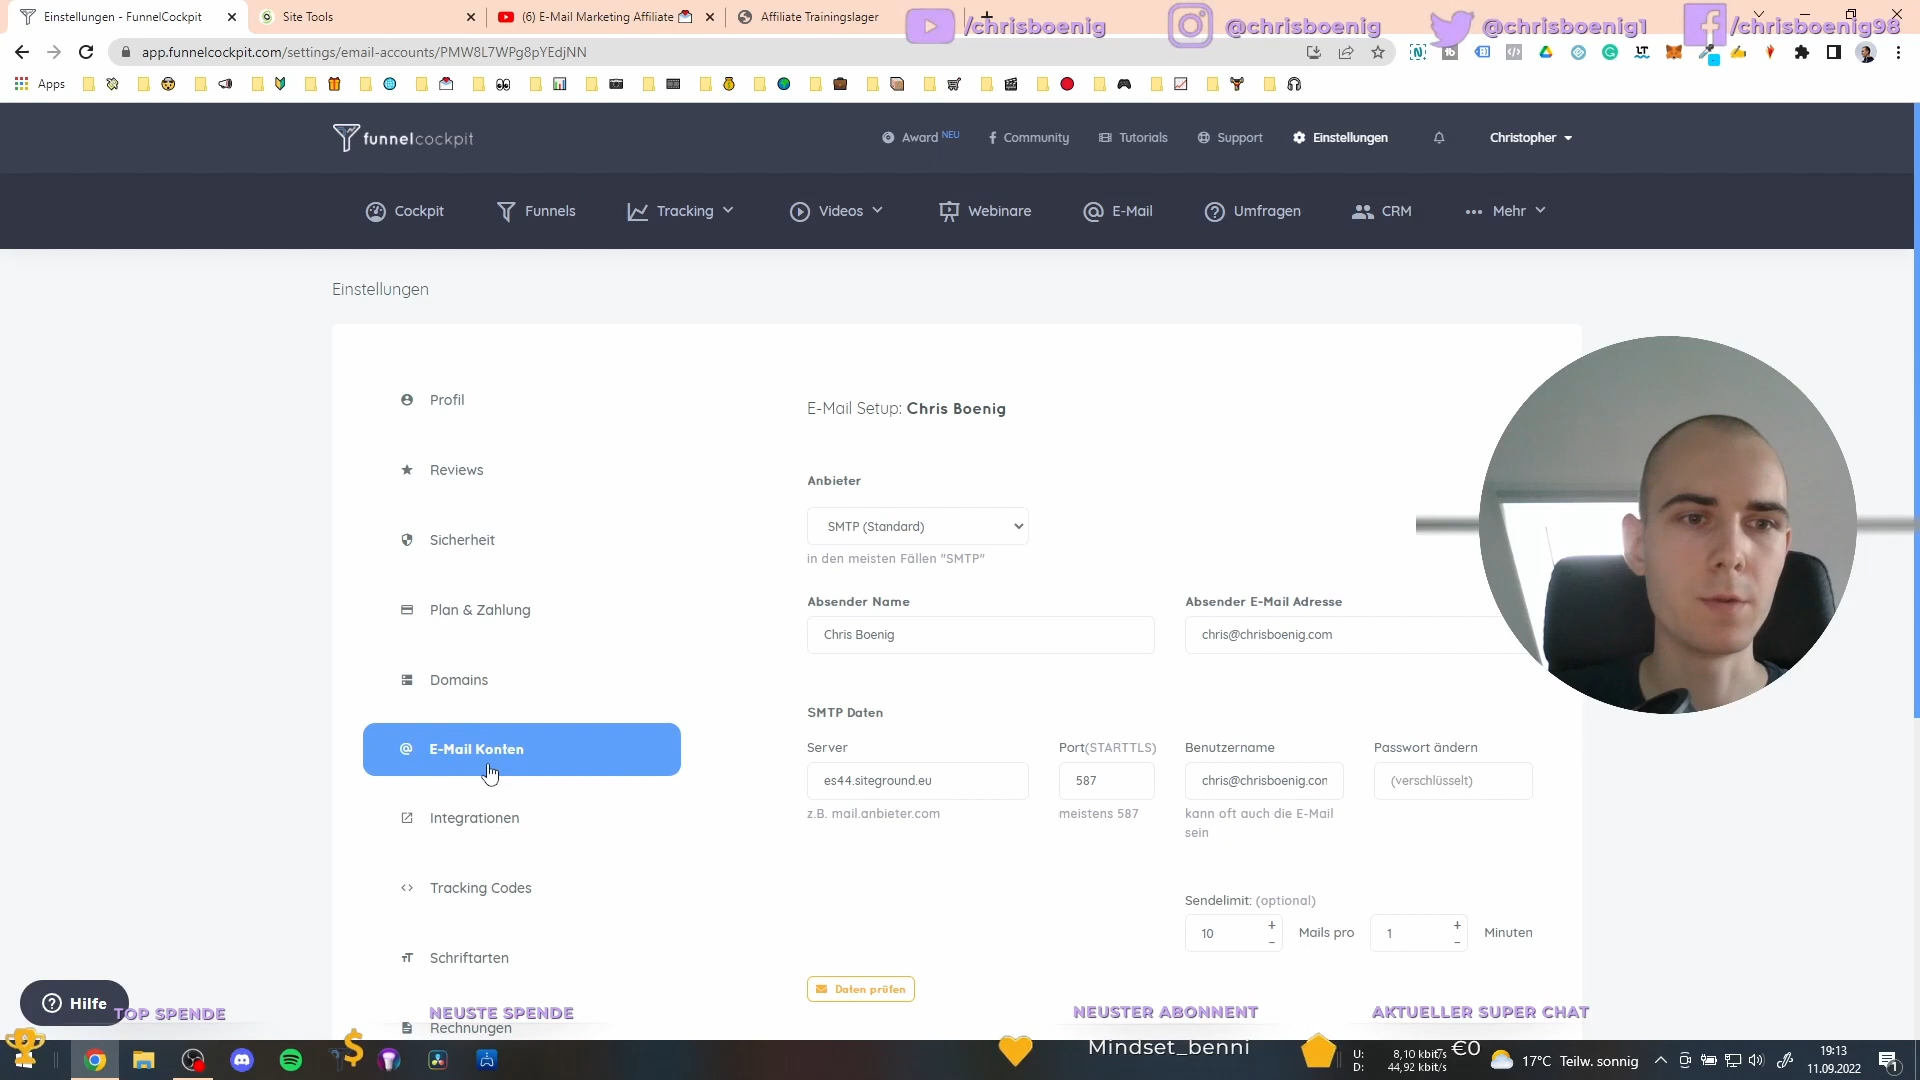 Einstellungen - FunnelCockpit
Site Tools
(6) E-Mail Marketing Affiliate
Affiliate Trainingslager
/chrisboenig
@chrisboenig
@chrisboenig1
/chrisboenig98
app.funnelcockpit.com/settings/email-accounts/PMW8L7WPg8pYEdjNN
Apps
funnelcockpit
Award NEU
Community
Tutorials
Support
Einstellungen
Christopher
Cockpit
Funnels
Tracking
Videos
Webinare
E-Mail
Umfragen
CRM
Mehr
Einstellungen
Profil
Reviews
Sicherheit
Plan & Zahlung
Domains
E-Mail Konten
Integrationen
Tracking Codes
Schriftarten
Rechnungen
E-Mail Setup: Chris Boenig
Anbieter
SMTP (Standard)
in den meisten Fällen "SMTP"
Absender Name
Absender E-Mail Adresse
Chris Boenig
chris@chrisboenig.com
SMTP Daten
Server
Port(STARTTLS)
Benutzername
Passwort ändern
es44.siteground.eu
587
chris@chrisboenig.con
(verschlüsselt)
z.B. mail.anbieter.com
meistens 587
kann oft auch die E-Mail
sein
Sendelimit: (optional)
10
Mails pro
1
Minuten
Daten prüfen
Hilfe
TOP SPENDE
NEUSTE SPENDE
NEUSTER ABONNENT
AKTUELLER SUPER CHAT
Mindset_benni
U: 8,10 kbit/s
D: 44,92 kbit/s
€0
17°C Teilw. sonnig
19:13
11.09.2022
1